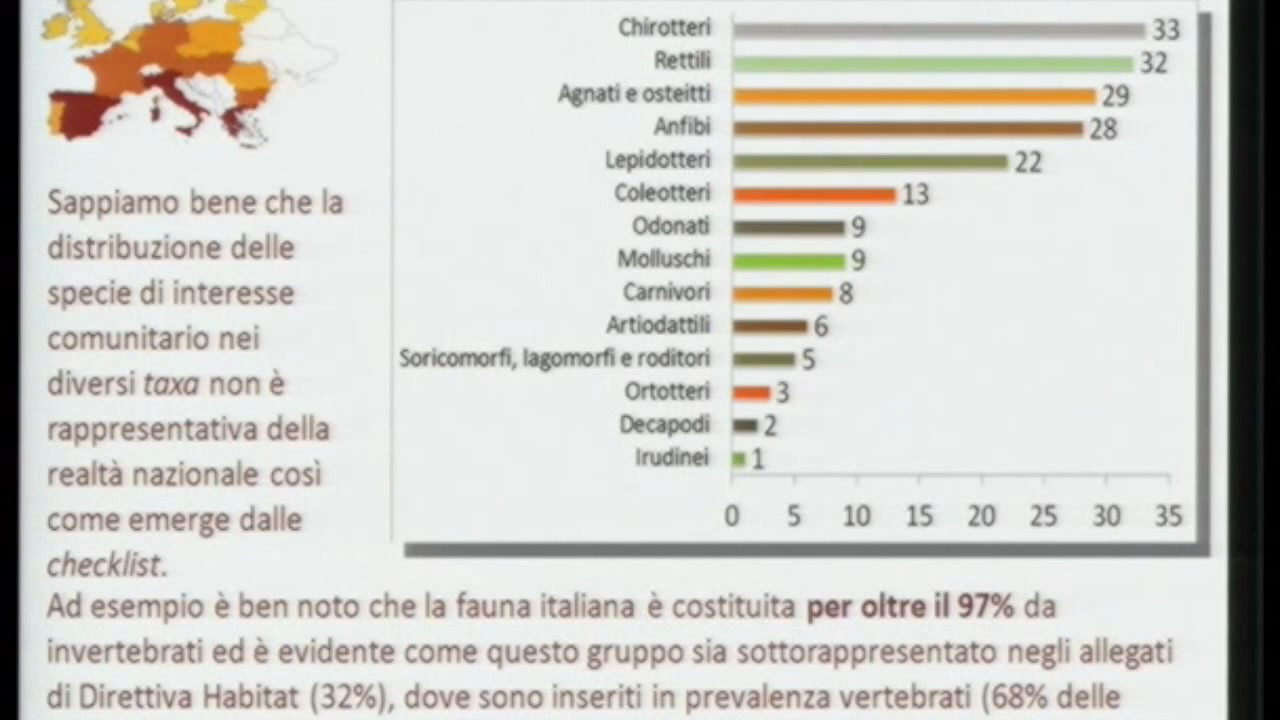 Chirotteri 33
Rettili 32
Agnati e osteitti 29
Anfibi 28
Lepidotteri 22
Coleotteri 13
Odonati 9
Molluschi 9
Carnivori 8
Artiodattili 6
Soricomorfi, lagomorfi e roditori 5
Ortotteri 3
Decapodi 2
Irudinei 1
0 5 10 15 20 25 30 35
Sappiamo bene che la
distribuzione delle
specie di interesse
comunitario nei
diversi taxa non è
rappresentativa della
realtà nazionale così
come emerge dalle
checklist.
Ad esempio è ben noto che la fauna italiana è costituita per oltre il 97% da
invertebrati ed è evidente come questo gruppo sia sottorappresentato negli allegati
di Direttiva Habitat (32%), dove sono inseriti in prevalenza vertebrati (68% delle